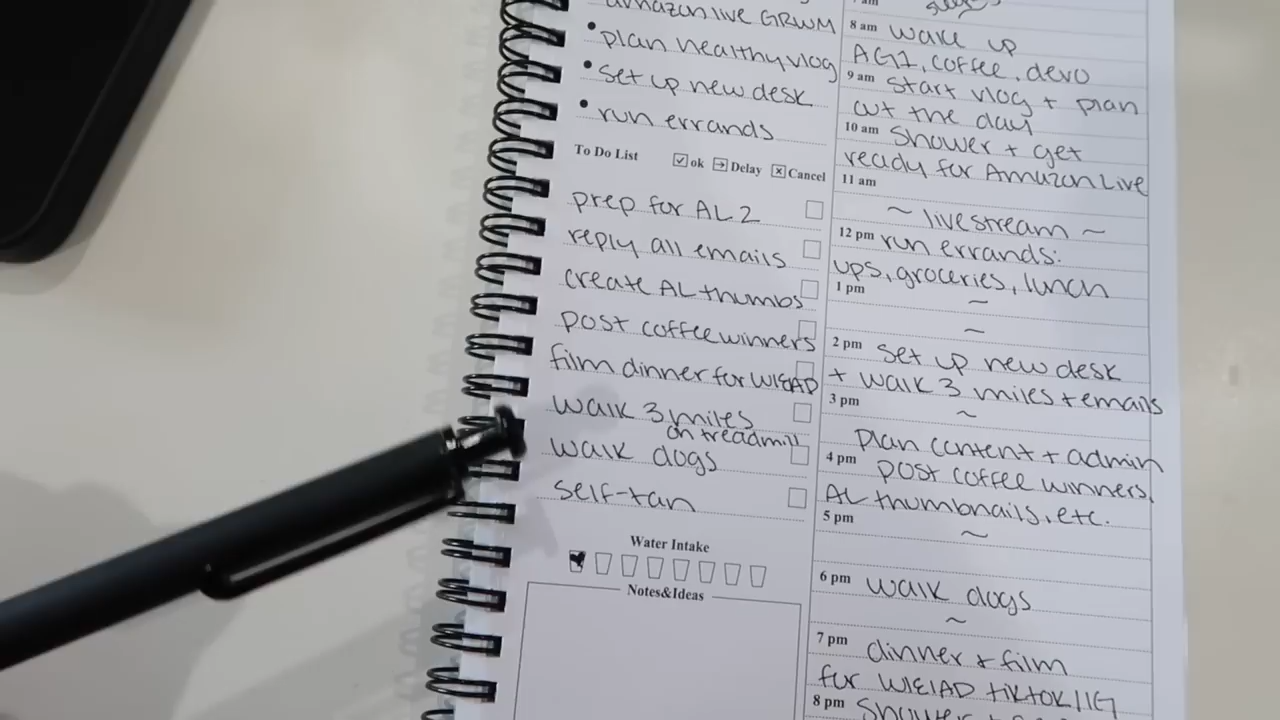 amazon live GRWM
• plan healthy vlog
• set up new desk
• run errands
To Do List ok Delay Cancel
prep for AL 2
reply all emails
create AL thumbs
post coffee winners
film dinner for WIEIAD
walk 3 miles
on treadmill
walk dogs
self-tan
Water Intake
Notes&Ideas
am
8 am wake up
AG1, coffee, devo
9 am start vlog + plan
out the day
10 am shower + get
ready for Amazon Live
11 am
~ livestream ~
12 pm run errands:
ups, groceries, lunch
1 pm ~
~
2 pm set up new desk
+ walk 3 miles + emails
3 pm ~
plan content + admin
4 pm post coffee winners,
AL thumbnails, etc.
5 pm ~
6 pm walk dogs
~
7 pm dinner + film
for WIEIAD tiktok/IG
8 pm shower +